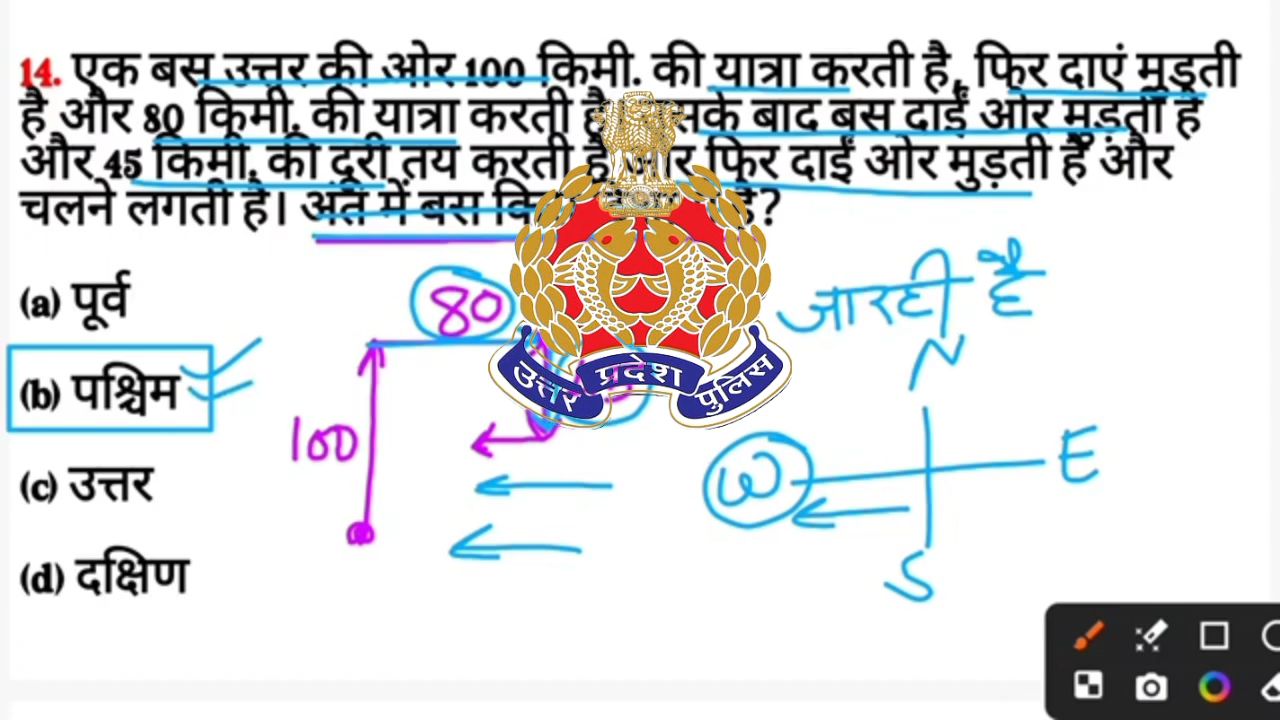 14. एक बस उत्तर की ओर 100 किमी. की यात्रा करती है, फिर दाएं मुड़ती
है और 80 किमी. की यात्रा करती है बाद बस दाईं ओर मुड़ती है
और 45 किमी. की दूरी तय करती है फिर दाईं ओर मुड़ती है और
चलने लगती है। अंत में बस है?
(a) पूर्व
(b) पश्चिम
(c) उत्तर
(d) दक्षिण
80
100
जा रही है
N
W
E
S
उत्तर प्रदेश पुलिस